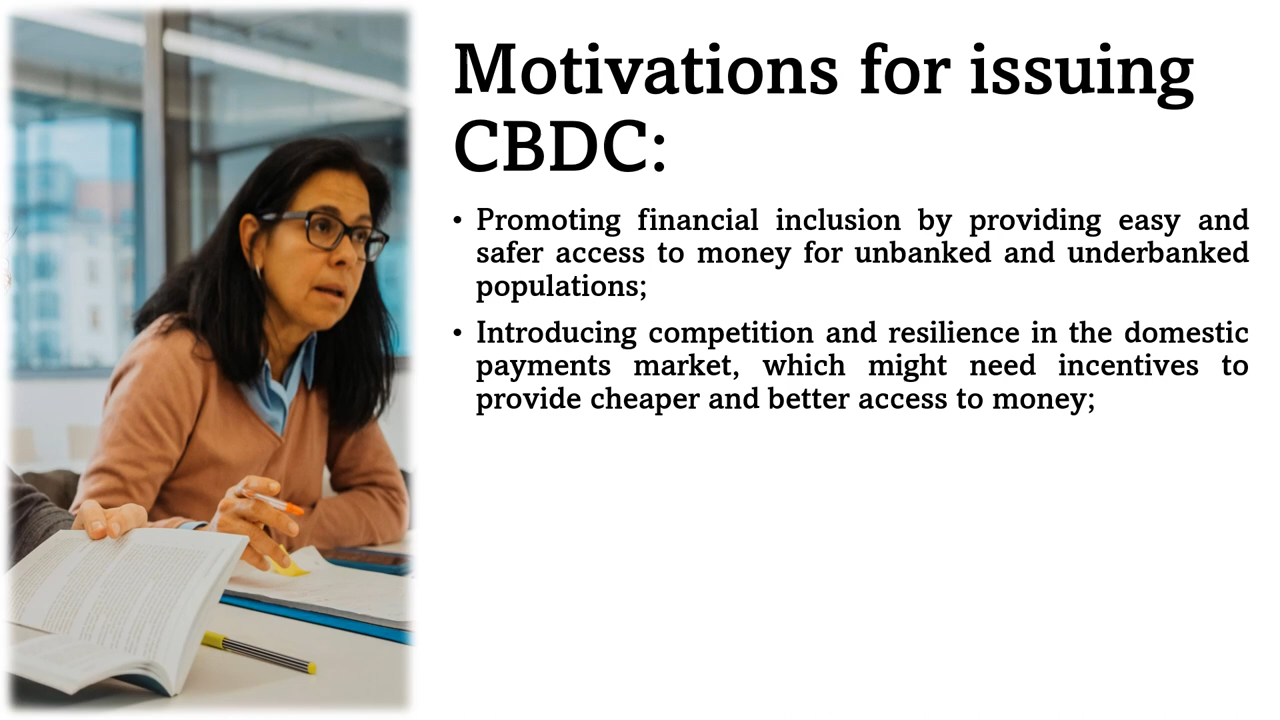 Motivations for issuing
CBDC:
• Promoting financial inclusion by providing easy and
safer access to money for unbanked and underbanked
populations;
• Introducing competition and resilience in the domestic
payments market, which might need incentives to
provide cheaper and better access to money;